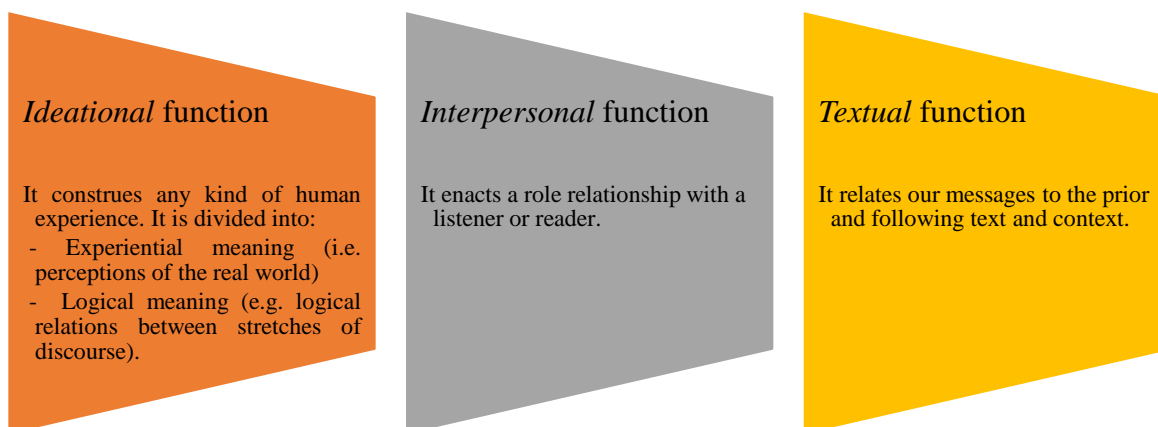 Ideational function
It construes any kind of human
experience. It is divided into:
- Experiential meaning (i.e.
perceptions of the real world)
- Logical meaning (e.g. logical
relations between stretches of
discourse).
Interpersonal function
It enacts a role relationship with a
listener or reader.
Textual function
It relates our messages to the prior
and following text and context.